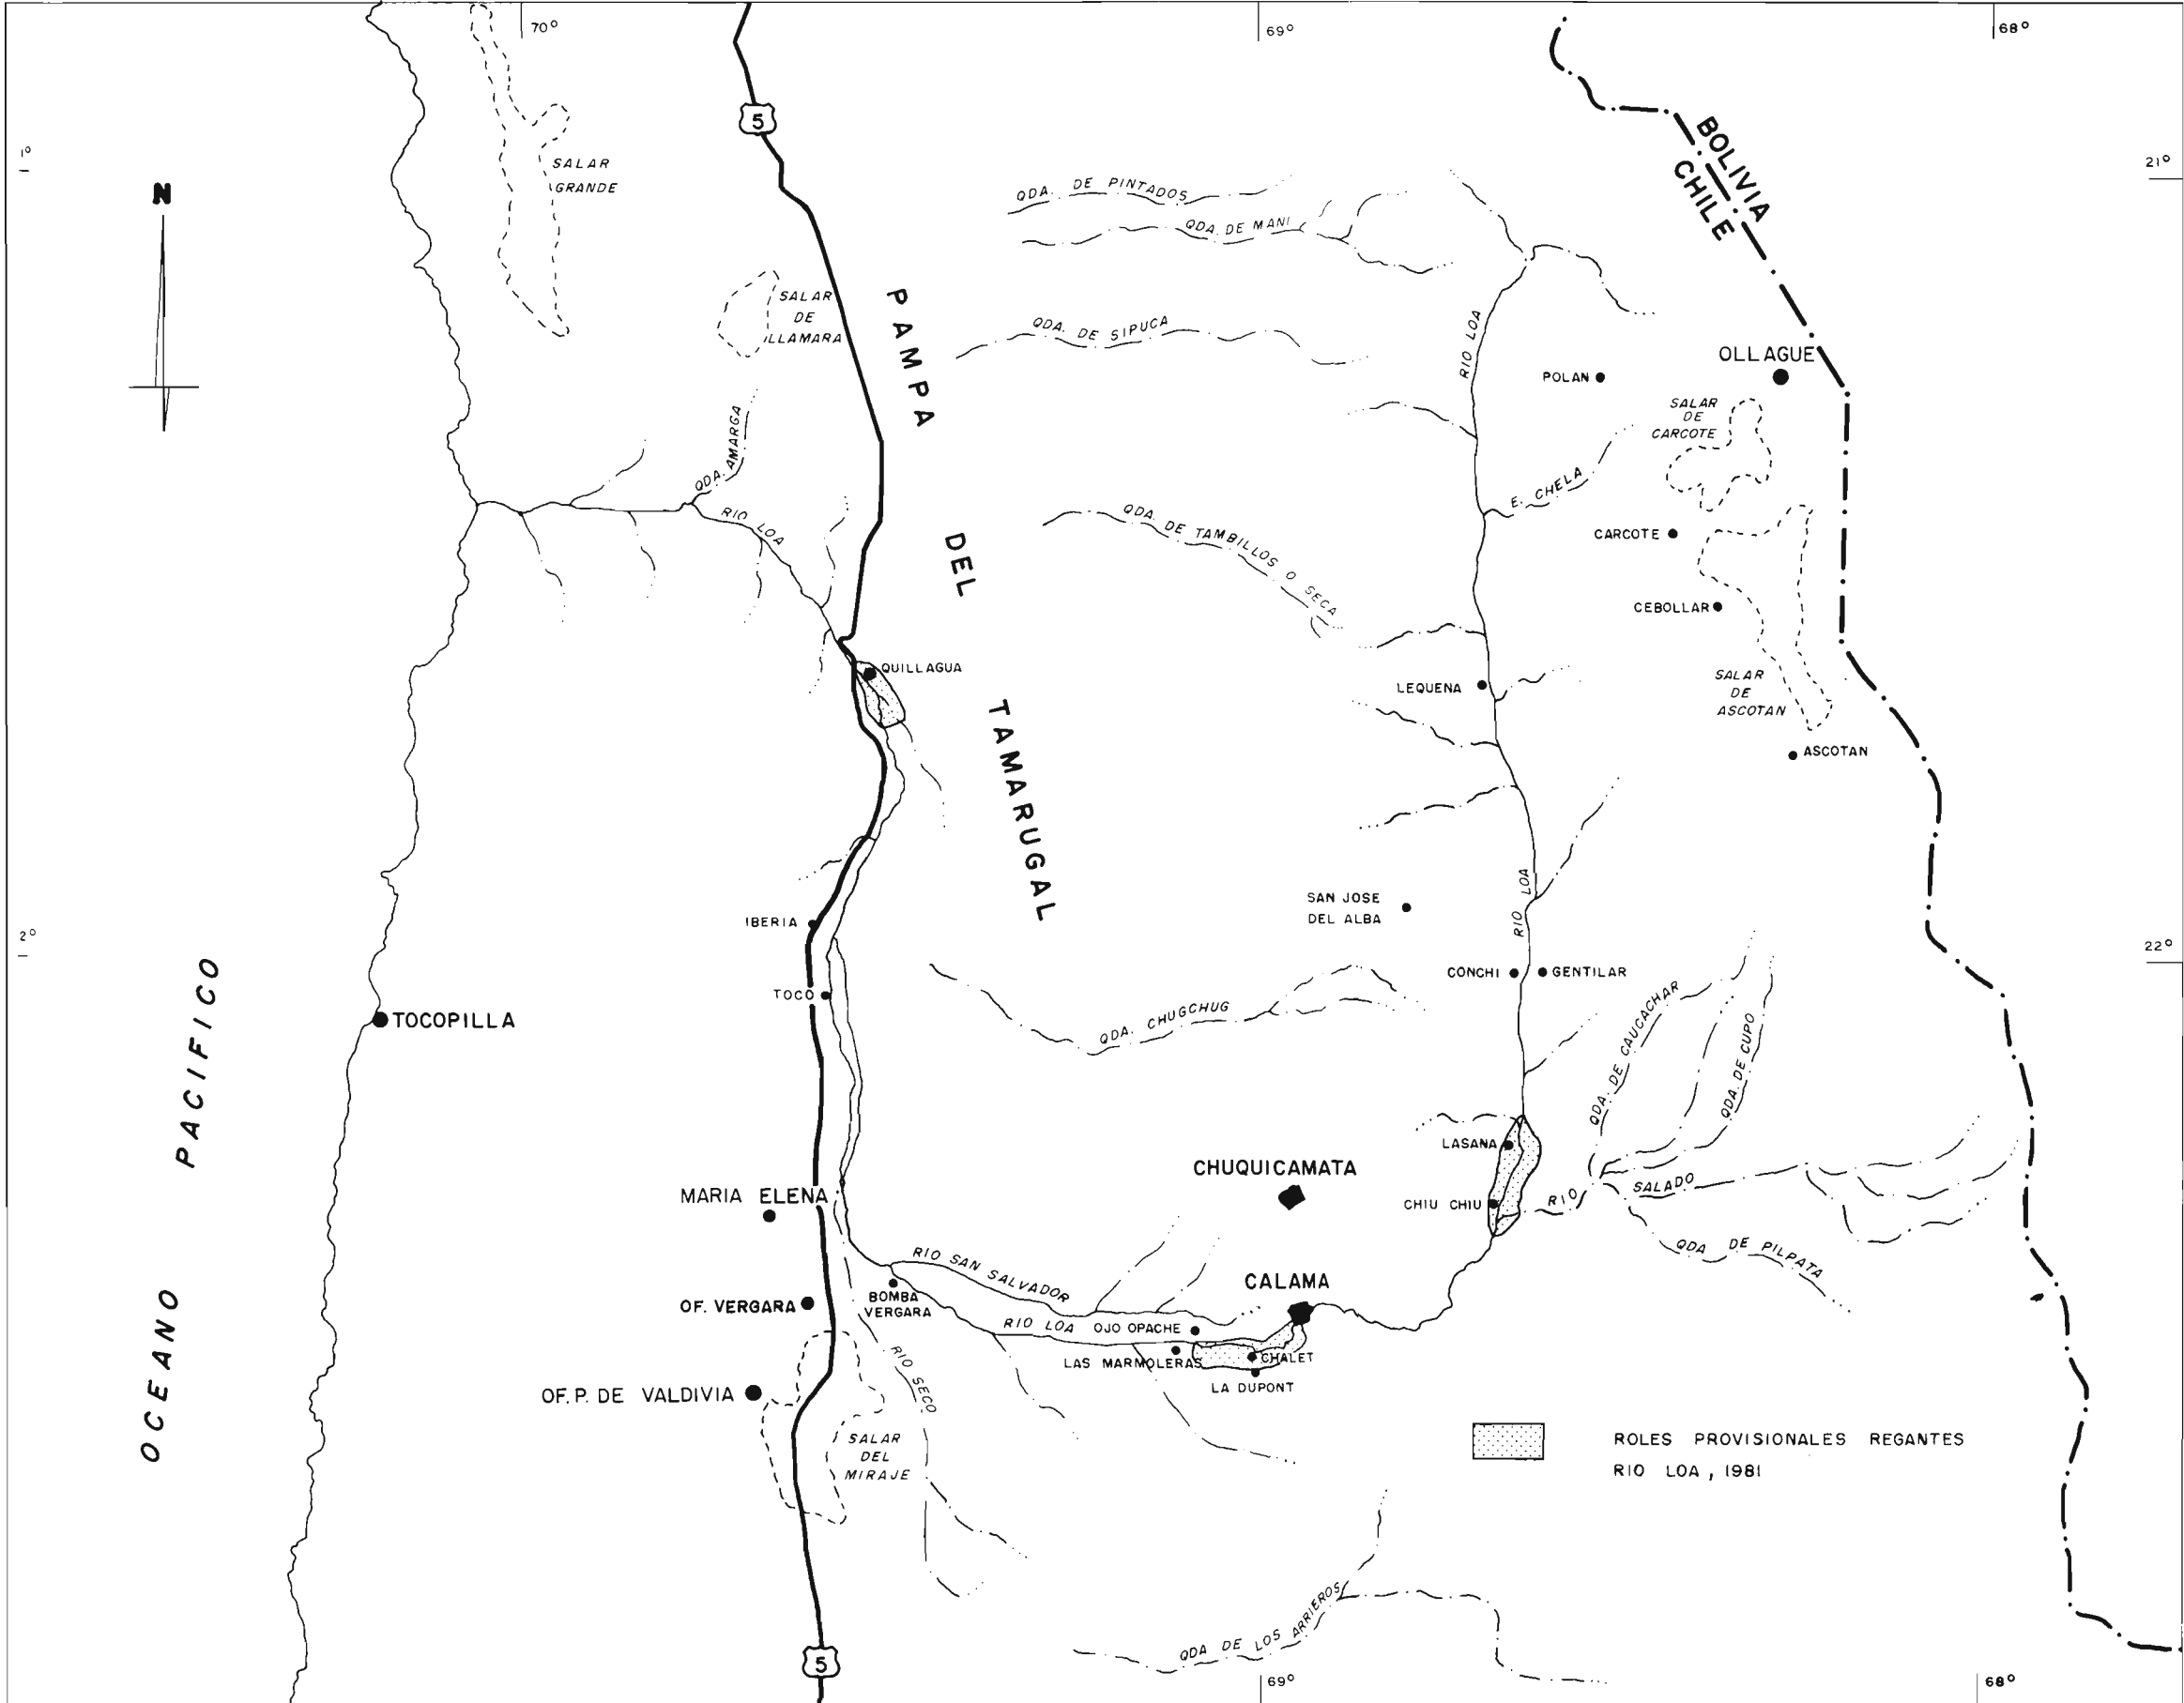 70°
69°
68°
5
1°
21°
N
SALAR
GRANDE
BOLIVIA
CHILE
QDA. DE PINTADOS
QDA. DE MANI
SALAR
DE
LLAMARA
PAMPA
DEL
TAMARUGAL
QDA. DE SIPUCA
RIO LOA
OLLAGUE
POLAN
SALAR
DE
CARCOTE
QDA. AMARGA
RIO LOA
E. CHELA
QDA. DE TAMBILLOS O SECA
CARCOTE
CEBOLLAR
QUILLAGUA
LEQUENA
SALAR
DE
ASCOTAN
ASCOTAN
RIO LOA
SAN JOSE
DEL ALBA
IBERIA
2°
22°
CONCHI
GENTILAR
TOCO
TOCOPILLA
OCEANO PACIFICO
QDA. CHUGCHUG
QDA. DE CAUCACHAR
QDA. DE CUPO
LASANA
CHUQUICAMATA
MARIA ELENA
CHIU CHIU
RIO SALADO
QDA DE PILPATA
RIO SAN SALVADOR
CALAMA
BOMBA
VERGARA
OF. VERGARA
RIO LOA
OJO OPACHE
LAS MARMOLERAS
CHALET
LA DUPONT
RIO SECO
OF. P. DE VALDIVIA
SALAR
DEL
MIRAJE
ROLES PROVISIONALES REGANTES
RIO LOA, 1981
QDA DE LOS ARRIEROS
5
69°
68°